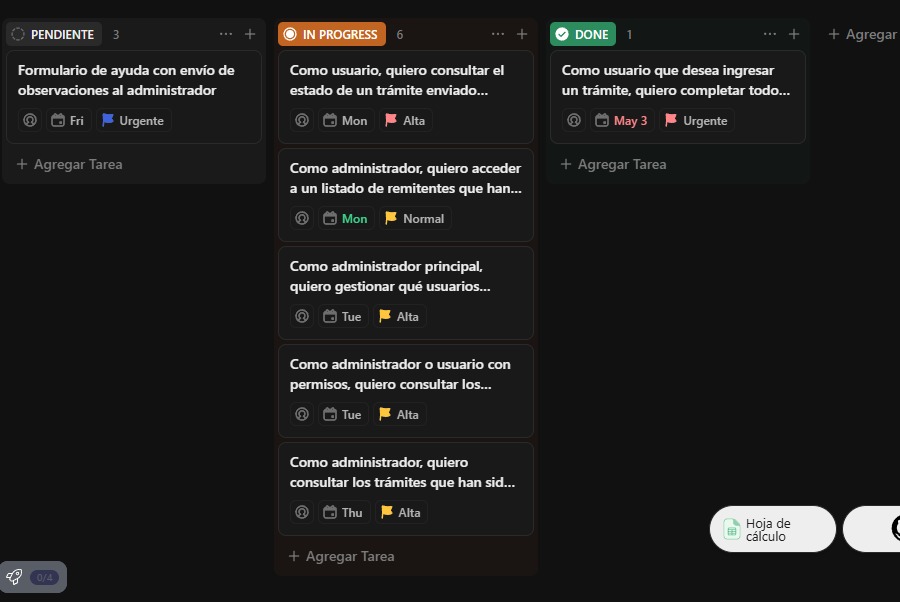 PENDIENTE 3
Formulario de ayuda con envío de
observaciones al administrador
Fri Urgente
Agregar Tarea
IN PROGRESS 6
Como usuario, quiero consultar el
estado de un trámite enviado...
Mon Alta
Como administrador, quiero acceder
a un listado de remitentes que han...
Mon Normal
Como administrador principal,
quiero gestionar qué usuarios...
Tue Alta
Como administrador o usuario con
permisos, quiero consultar los...
Tue Alta
Como administrador, quiero
consultar los trámites que han sid...
Thu Alta
Agregar Tarea
DONE 1
Como usuario que desea ingresar
un trámite, quiero completar todo...
May 3 Urgente
Agregar Tarea
Agregar
Hoja de
cálculo
0/4